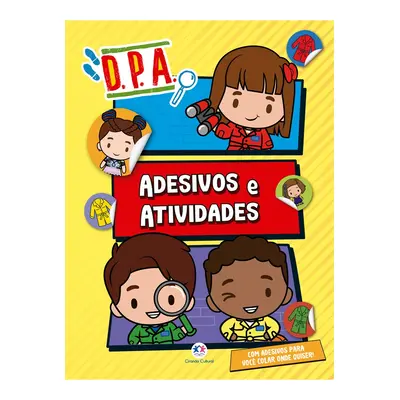 D.P.A.
ADESIVOS e
ATIVIDADES
Ciranda Cultural
COM ADESIVOS PARA
VOCÊ COLAR ONDE QUISER!